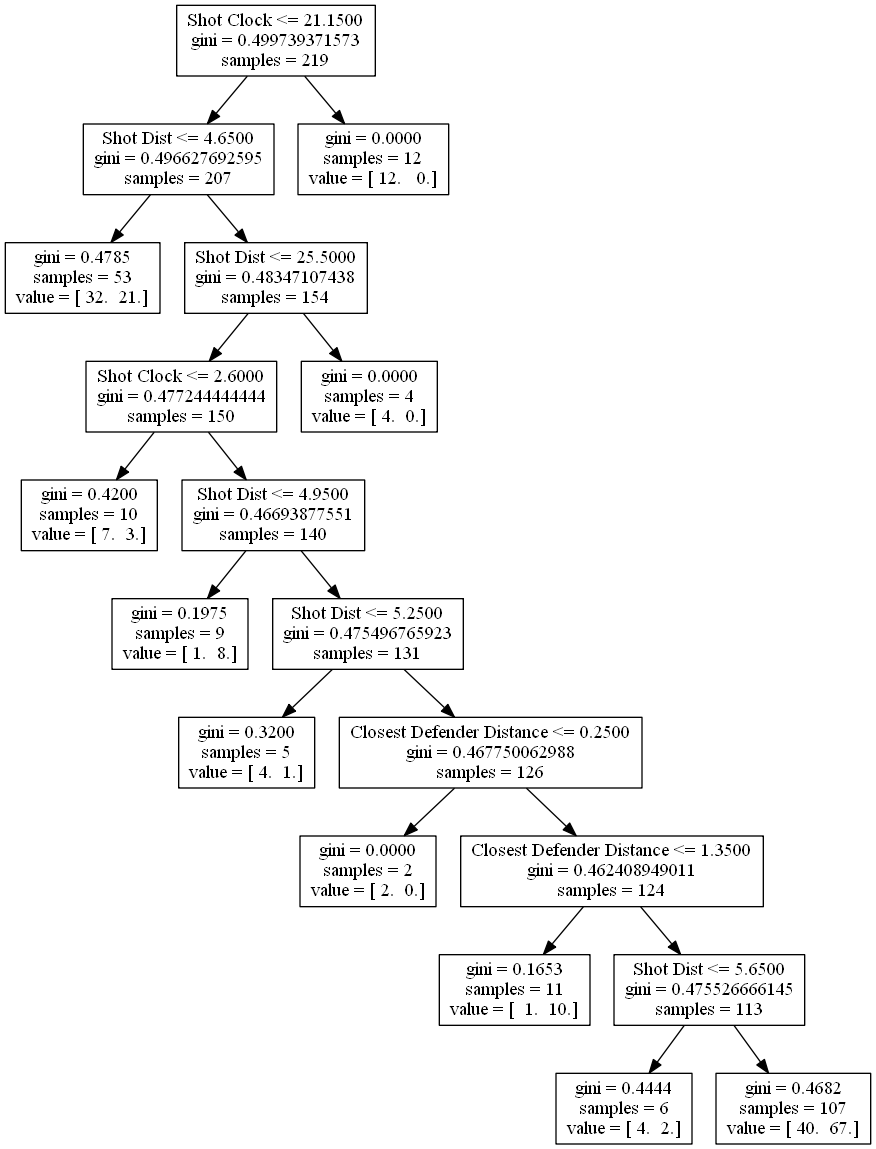 Shot Clock <= 21.1500
gini = 0.499739371573
samples = 219
Shot Dist <= 4.6500
gini = 0.496627692595
samples = 207
gini = 0.0000
samples = 12
value = [ 12.   0.]
gini = 0.4785
samples = 53
value = [ 32.  21.]
Shot Dist <= 25.5000
gini = 0.48347107438
samples = 154
Shot Clock <= 2.6000
gini = 0.477244444444
samples = 150
gini = 0.0000
samples = 4
value = [ 4.  0.]
gini = 0.4200
samples = 10
value = [ 7.  3.]
Shot Dist <= 4.9500
gini = 0.46693877551
samples = 140
gini = 0.1975
samples = 9
value = [ 1.  8.]
Shot Dist <= 5.2500
gini = 0.475496765923
samples = 131
gini = 0.3200
samples = 5
value = [ 4.  1.]
Closest Defender Distance <= 0.2500
gini = 0.467750062988
samples = 126
gini = 0.0000
samples = 2
value = [ 2.  0.]
Closest Defender Distance <= 1.3500
gini = 0.462408949011
samples = 124
gini = 0.1653
samples = 11
value = [  1.  10.]
Shot Dist <= 5.6500
gini = 0.475526666145
samples = 113
gini = 0.4444
samples = 6
value = [ 4.  2.]
gini = 0.4682
samples = 107
value = [ 40.  67.]